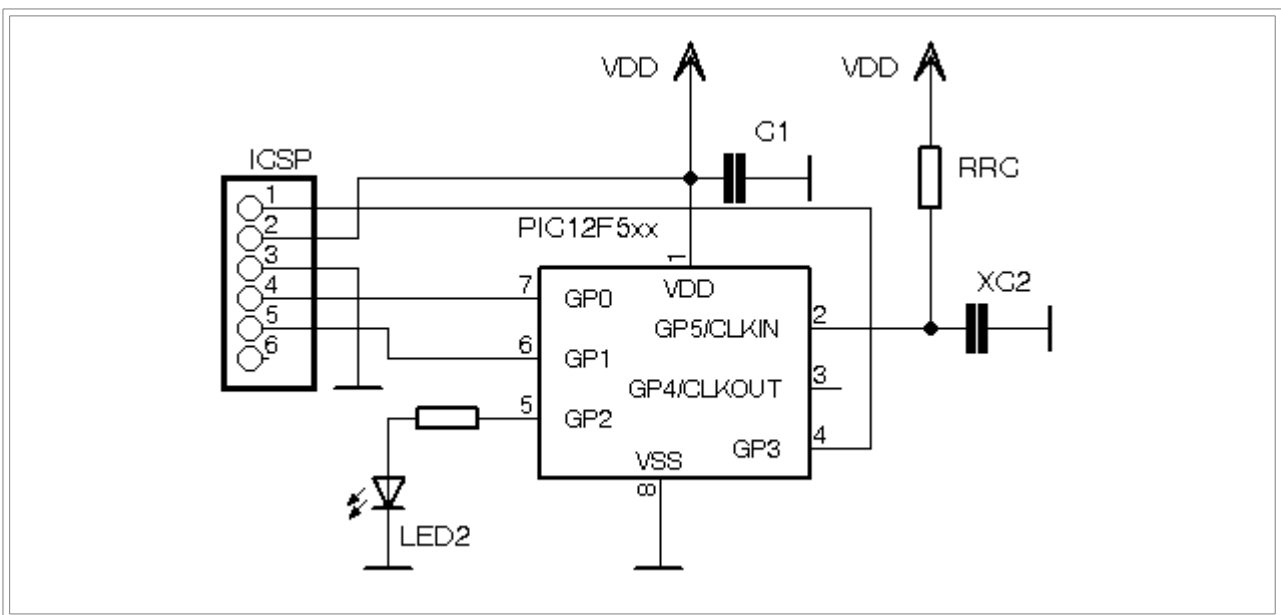 VDD
VDD
C1
ICSP
RRC
1
2
3
4
5
6
PIC12F5xx
1
VDD
XC2
7
GP0
GP5/CLKIN
2
6
GP1
GP4/CLKOUT
3
5
GP2
GP3
4
VSS
8
LED2